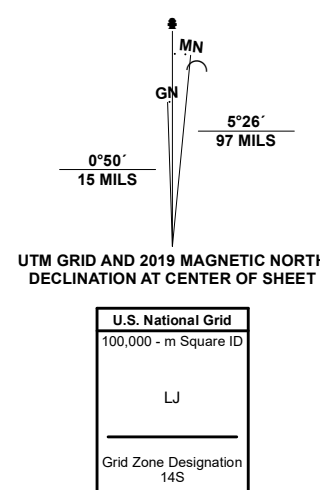 MN
GN
5°26´
97 MILS
0°50´
15 MILS
UTM GRID AND 2019 MAGNETIC NORTH
DECLINATION AT CENTER OF SHEET
U.S. National Grid
100,000 - m Square ID
LJ
Grid Zone Designation
14S